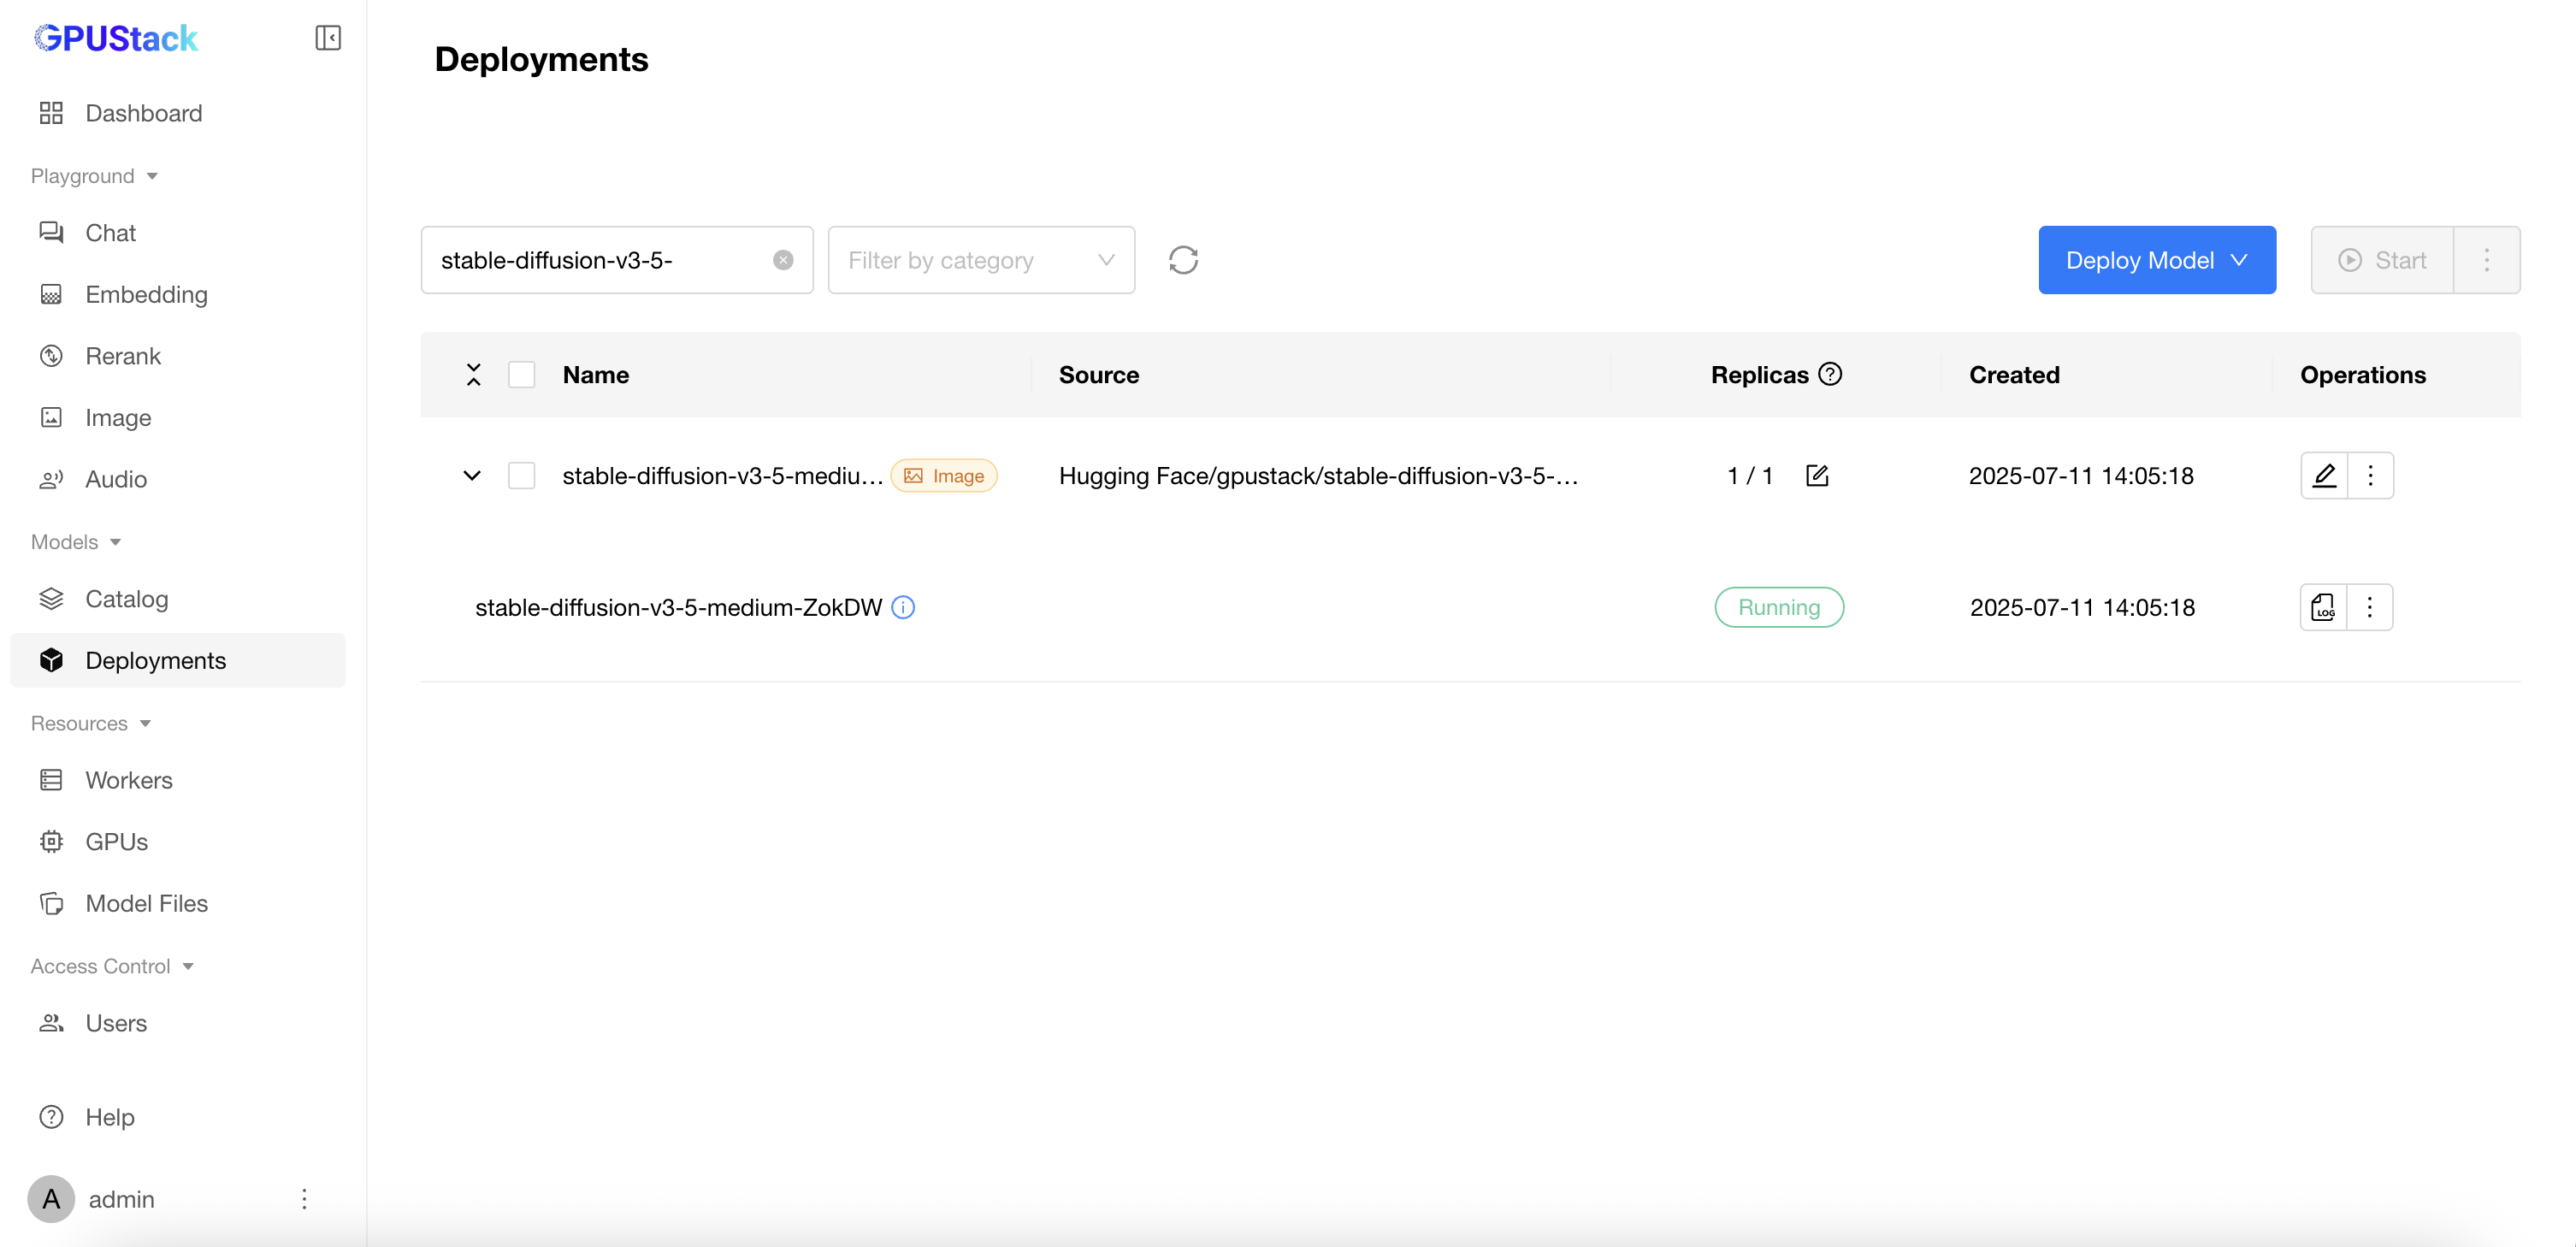 GPUStack
Dashboard
Playground
Chat
Embedding
Rerank
Image
Audio
Models
Catalog
Deployments
Resources
Workers
GPUs
Model Files
Access Control
Users
Help
A admin
Deployments
stable-diffusion-v3-5- Filter by category Deploy Model Start
Name Source Replicas Created Operations
stable-diffusion-v3-5-mediu... Image Hugging Face/gpustack/stable-diffusion-v3-5-... 1 / 1 2025-07-11 14:05:18
stable-diffusion-v3-5-medium-ZokDW Running 2025-07-11 14:05:18 LOG